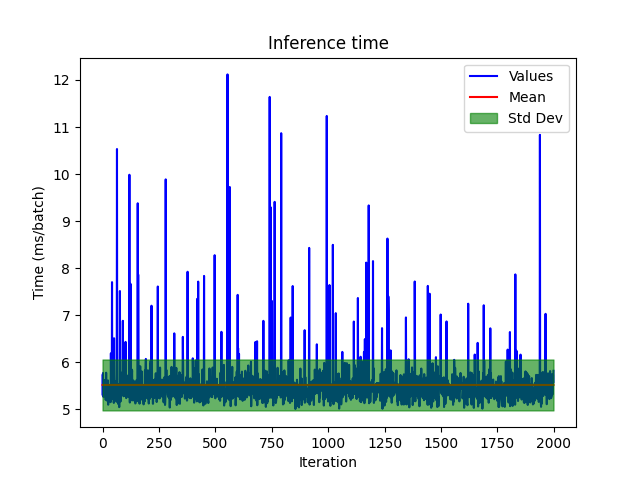 Inference time
Time (ms/batch)
12
11
10
9
8
7
6
5
Values
Mean
Std Dev
0 250 500 750 1000 1250 1500 1750 2000
Iteration